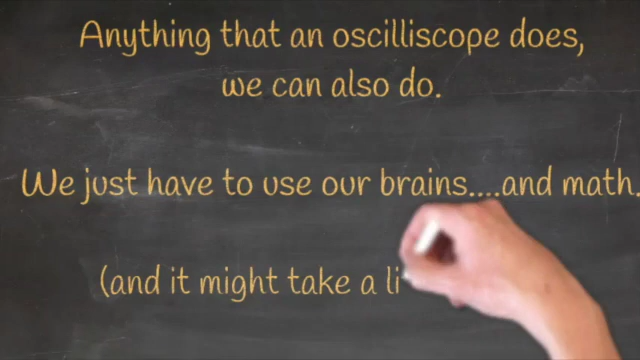 Anything that an oscilliscope does,
we can also do.
We just have to use our brains....and math.
(and it might take a li